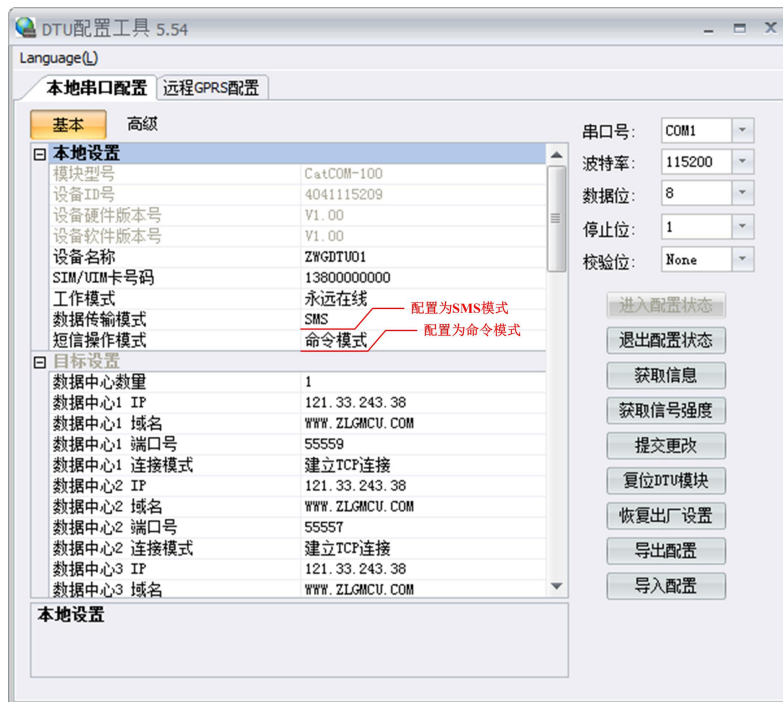 DTU配置工具 5.54
Language(L)
本地串口配置 远程GPRS配置
基本 高级
本地设置
模块型号 CatCOM-100
设备ID号 4041115209
设备硬件版本号 V1.00
设备软件版本号 V1.00
设备名称 ZWGDTU01
SIM/UIM卡号码 13800000000
工作模式 永远在线
数据传输模式 SMS 配置为SMS模式
短信操作模式 命令模式 配置为命令模式
目标设置
数据中心数量 1
数据中心1 IP 121.33.243.38
数据中心1 域名 WWW.ZLGMCU.COM
数据中心1 端口号 55559
数据中心1 连接模式 建立TCP连接
数据中心2 IP 121.33.243.38
数据中心2 域名 WWW.ZLGMCU.COM
数据中心2 端口号 55557
数据中心2 连接模式 建立TCP连接
数据中心3 IP 121.33.243.38
数据中心3 域名 WWW.ZLGMCU.COM
本地设置
串口号: COM1
波特率: 115200
数据位: 8
停止位: 1
校验位: None
进入配置状态
退出配置状态
获取信息
获取信号强度
提交更改
复位DTU模块
恢复出厂设置
导出配置
导入配置